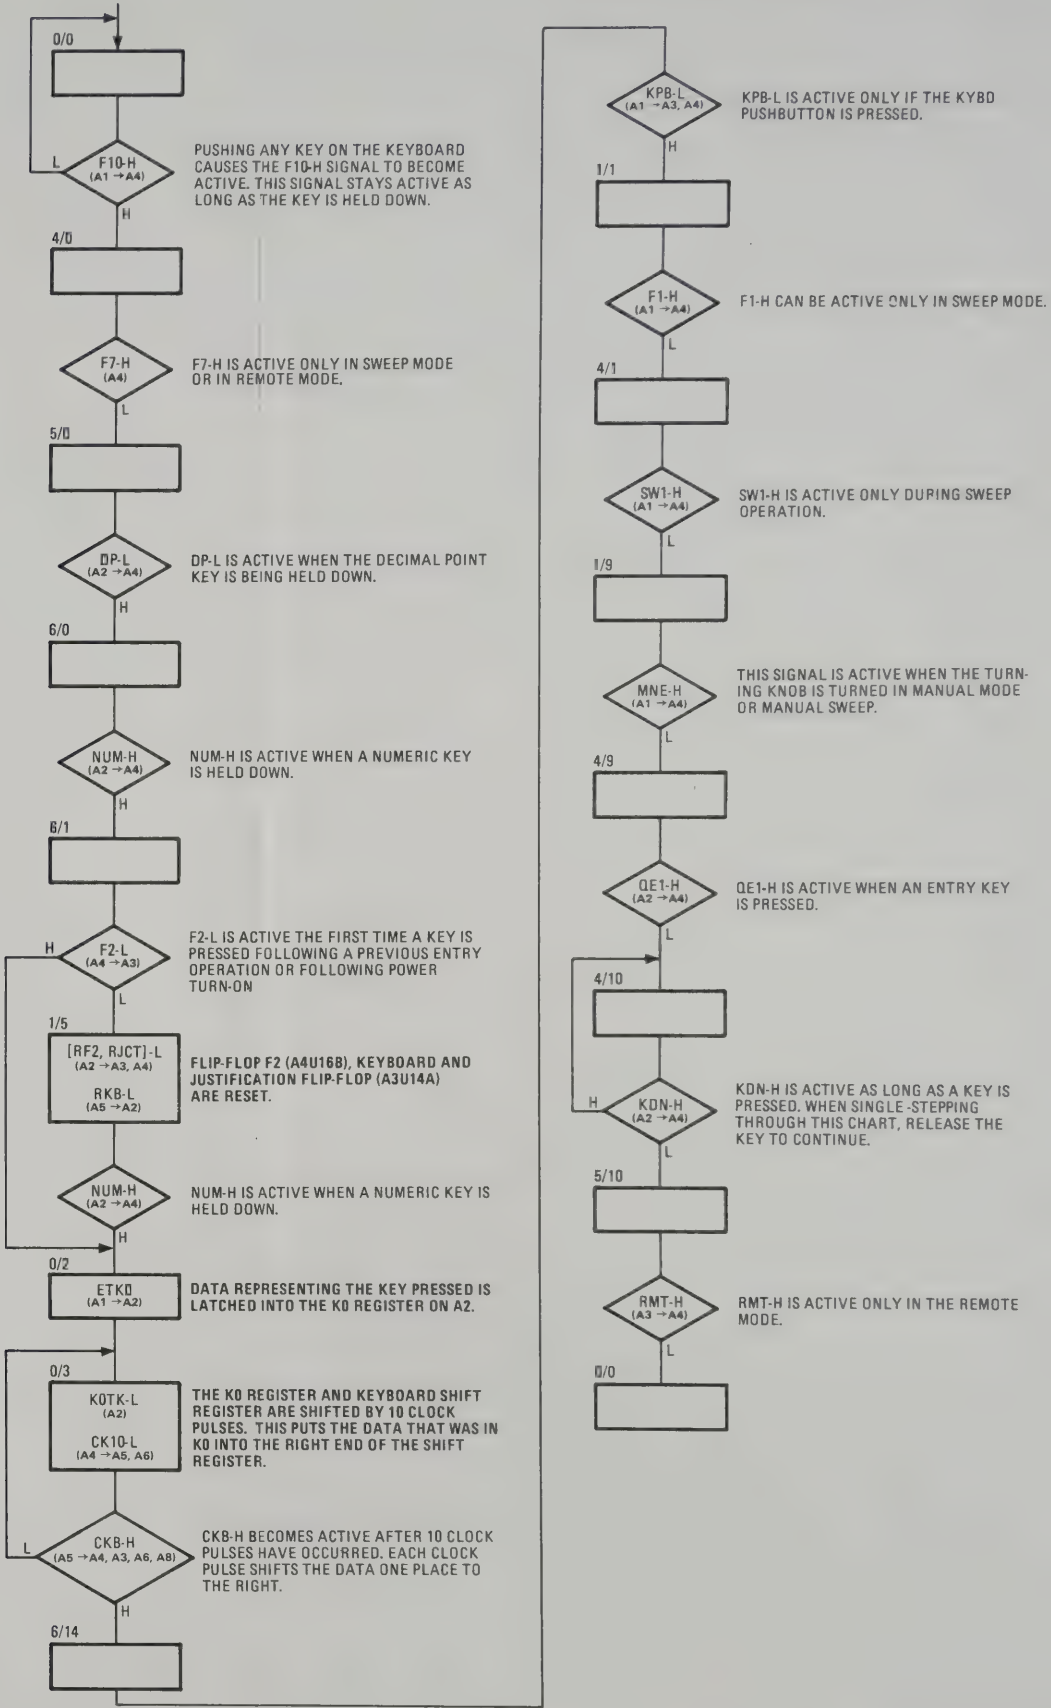 0/0
L
F10-H
(A1 → A4)
H
PUSHING ANY KEY ON THE KEYBOARD
CAUSES THE F10-H SIGNAL TO BECOME
ACTIVE. THIS SIGNAL STAYS ACTIVE AS
LONG AS THE KEY IS HELD DOWN.
4/0
F7-H
(A4)
L
F7-H IS ACTIVE ONLY IN SWEEP MODE
OR IN REMOTE MODE.
5/0
DP-L
(A2 → A4)
H
DP-L IS ACTIVE WHEN THE DECIMAL POINT
KEY IS BEING HELD DOWN.
6/0
NUM-H
(A2 → A4)
H
NUM-H IS ACTIVE WHEN A NUMERIC KEY
IS HELD DOWN.
6/1
H
F2-L
(A4 → A3)
L
F2-L IS ACTIVE THE FIRST TIME A KEY IS
PRESSED FOLLOWING A PREVIOUS ENTRY
OPERATION OR FOLLOWING POWER
TURN-ON
1/5
[RF2, RJCT]-L
(A2 → A3, A4)
RKB-L
(A5 → A2)
FLIP-FLOP F2 (A4U16B), KEYBOARD AND
JUSTIFICATION FLIP-FLOP (A3U14A)
ARE RESET.
NUM-H
(A2 → A4)
H
NUM-H IS ACTIVE WHEN A NUMERIC KEY IS
HELD DOWN.
0/2
ETK0
(A1 → A2)
DATA REPRESENTING THE KEY PRESSED IS
LATCHED INTO THE K0 REGISTER ON A2.
0/3
K0TK-L
(A2)
CK10-L
(A4 → A5, A6)
THE K0 REGISTER AND KEYBOARD SHIFT
REGISTER ARE SHIFTED BY 10 CLOCK
PULSES. THIS PUTS THE DATA THAT WAS IN
K0 INTO THE RIGHT END OF THE SHIFT
REGISTER.
L
CKB-H
(A5 → A4, A3, A6, A8)
H
CKB-H BECOMES ACTIVE AFTER 10 CLOCK
PULSES HAVE OCCURRED. EACH CLOCK
PULSE SHIFTS THE DATA ONE PLACE TO
THE RIGHT.
6/14
KPB-L
(A1 → A3, A4)
H
KPB-L IS ACTIVE ONLY IF THE KYBD
PUSHBUTTON IS PRESSED.
1/1
F1-H
(A1 → A4)
L
F1-H CAN BE ACTIVE ONLY IN SWEEP MODE.
4/1
SW1-H
(A1 → A4)
L
SW1-H IS ACTIVE ONLY DURING SWEEP
OPERATION.
1/9
MNE-H
(A1 → A4)
L
THIS SIGNAL IS ACTIVE WHEN THE TURN-
ING KNOB IS TURNED IN MANUAL MODE
OR MANUAL SWEEP.
4/9
QE1-H
(A2 → A4)
L
QE1-H IS ACTIVE WHEN AN ENTRY KEY
IS PRESSED.
4/10
H
KDN-H
(A2 → A4)
L
KDN-H IS ACTIVE AS LONG AS A KEY IS
PRESSED. WHEN SINGLE-STEPPING
THROUGH THIS CHART, RELEASE THE
KEY TO CONTINUE.
5/10
RMT-H
(A3 → A4)
L
RMT-H IS ACTIVE ONLY IN THE REMOTE
MODE.
0/0